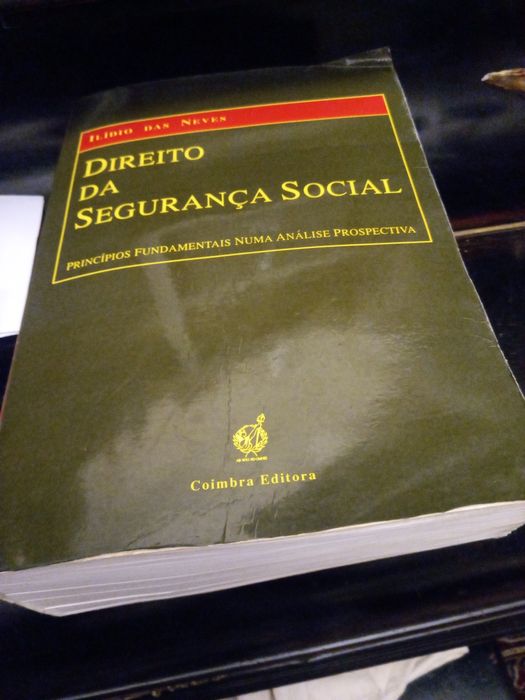 ILÍDIO DAS NEVES
DIREITO
DA
SEGURANÇA SOCIAL
PRINCÍPIOS FUNDAMENTAIS NUMA ANÁLISE PROSPECTIVA
Coimbra Editora